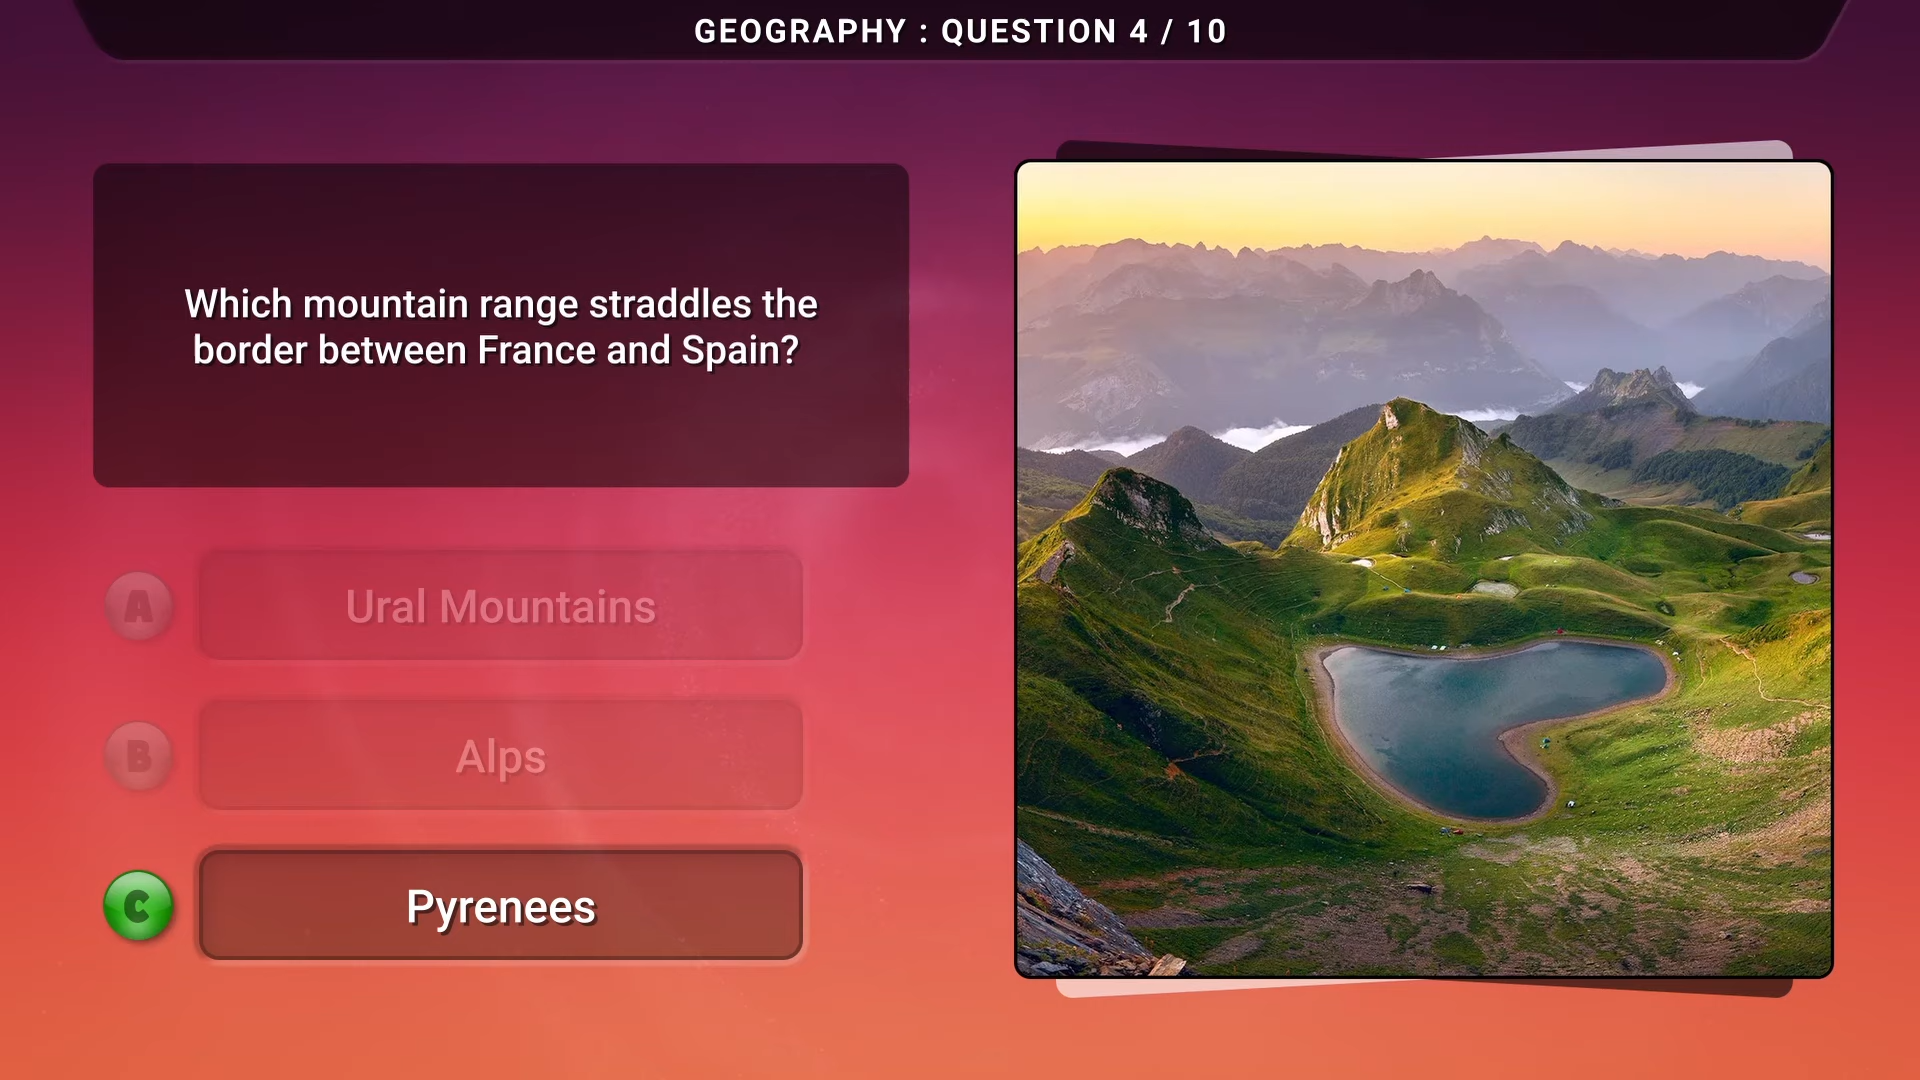 GEOGRAPHY : QUESTION 4 / 10
Which mountain range straddles the
border between France and Spain?
A Ural Mountains
B Alps
C Pyrenees